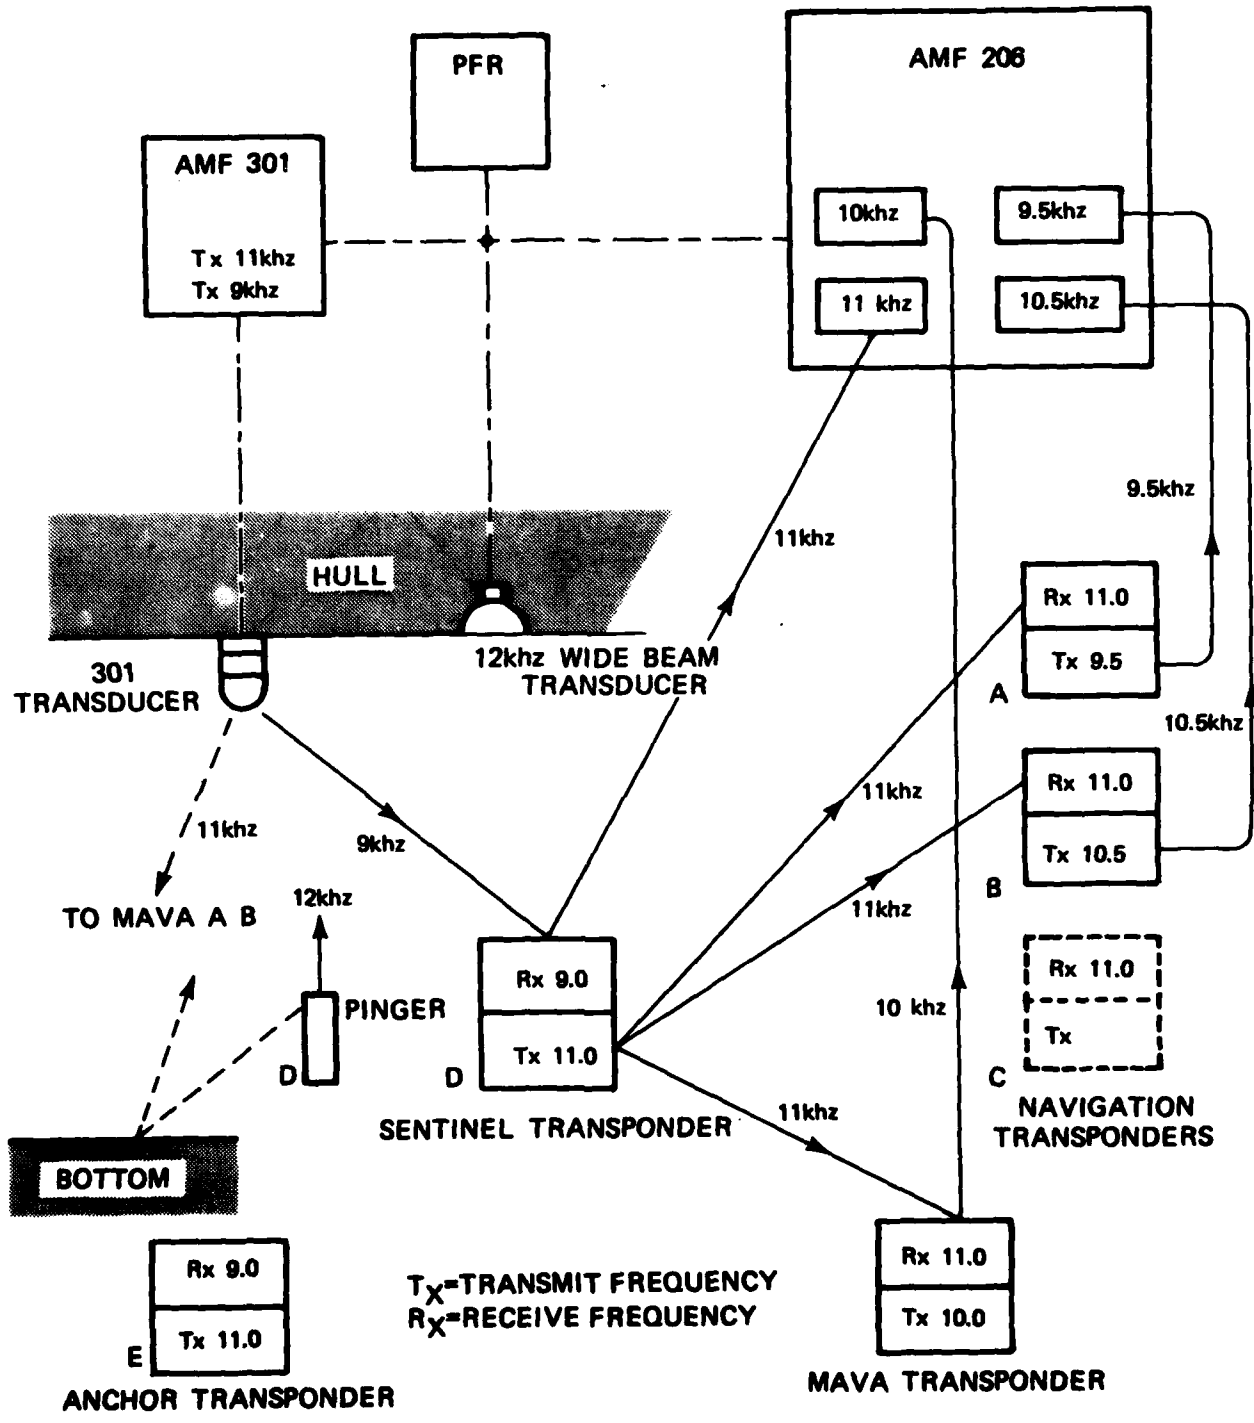 PFR
AMF 206
AMF 301
Tx 11khz
Tx 9khz
10khz
9.5khz
11 khz
10.5khz
9.5khz
11khz
HULL
Rx 11.0
Tx 9.5
A
12khz WIDE BEAM
TRANSDUCER
301
TRANSDUCER
10.5khz
Rx 11.0
Tx 10.5
B
11khz
11khz
9khz
11khz
TO MAVA A B
12khz
PINGER
D
Rx 9.0
Tx 11.0
D
SENTINEL TRANSPONDER
10 khz
Rx 11.0
Tx
C
NAVIGATION
TRANSPONDERS
11khz
BOTTOM
Rx 9.0
Tx 11.0
E
ANCHOR TRANSPONDER
TX=TRANSMIT FREQUENCY
RX=RECEIVE FREQUENCY
Rx 11.0
Tx 10.0
MAVA TRANSPONDER